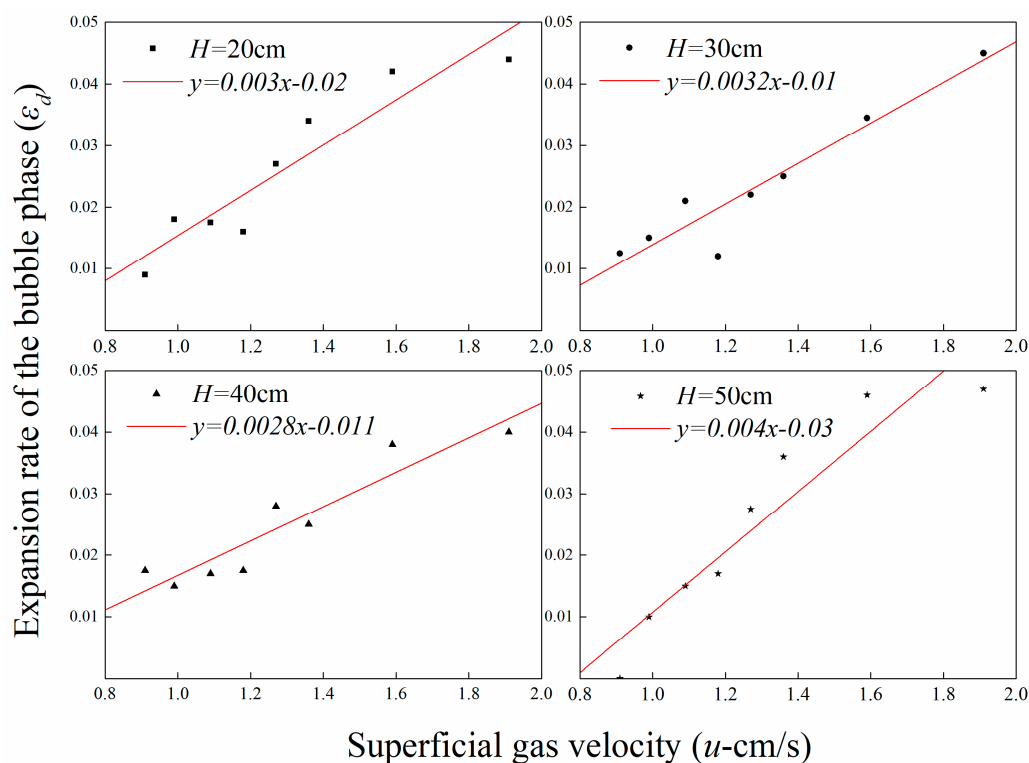 Expansion rate of the bubble phase (εd)
0.05
0.04
0.03
0.02
0.01
H=20cm
y=0.003x-0.02
0.8 1.0 1.2 1.4 1.6 1.8 2.0
0.05
0.04
0.03
0.02
0.01
H=30cm
y=0.0032x-0.01
0.8 1.0 1.2 1.4 1.6 1.8 2.0
0.05
0.04
0.03
0.02
0.01
H=40cm
y=0.0028x-0.011
0.8 1.0 1.2 1.4 1.6 1.8 2.0
0.05
0.04
0.03
0.02
0.01
H=50cm
y=0.004x-0.03
0.8 1.0 1.2 1.4 1.6 1.8 2.0
Superficial gas velocity (u-cm/s)